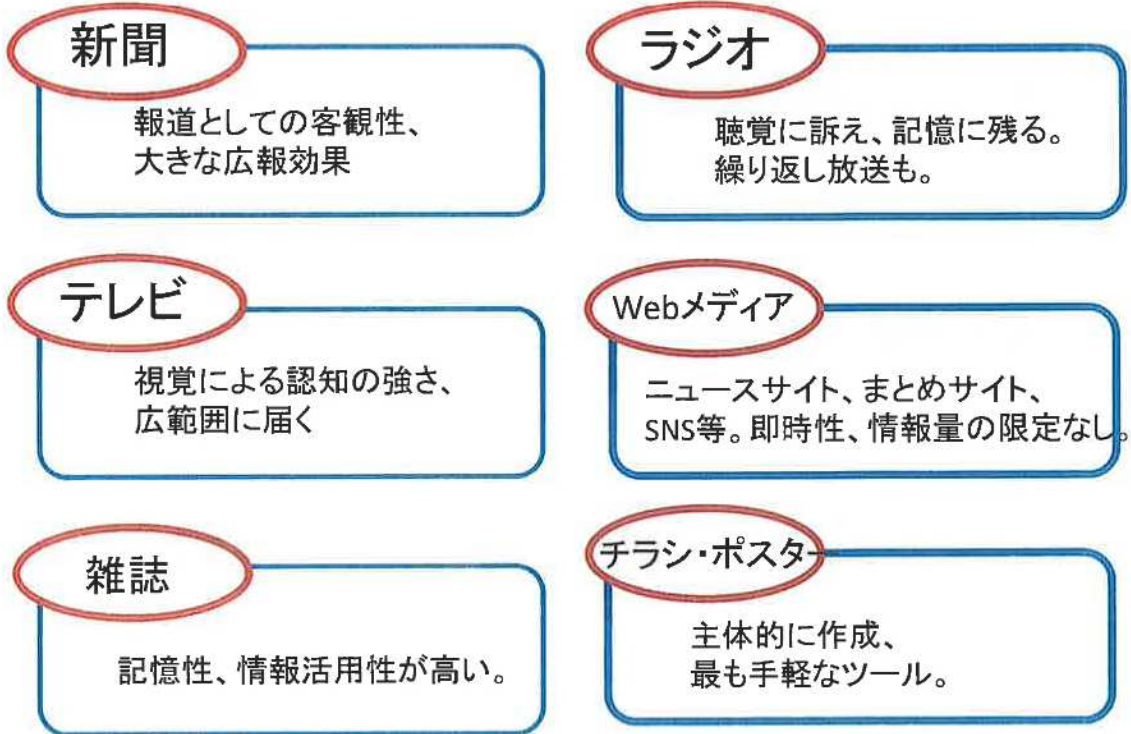 新聞
報道としての客観性、
大きな広報効果
ラジオ
聴覚に訴え、記憶に残る。
繰り返し放送も。
テレビ
視覚による認知の強さ、
広範囲に届く
Webメディア
ニュースサイト、まとめサイト、
SNS等。即時性、情報量の限定なし。
雑誌
記憶性、情報活用性が高い。
チラシ・ポスター
主体的に作成、
最も手軽なツール。